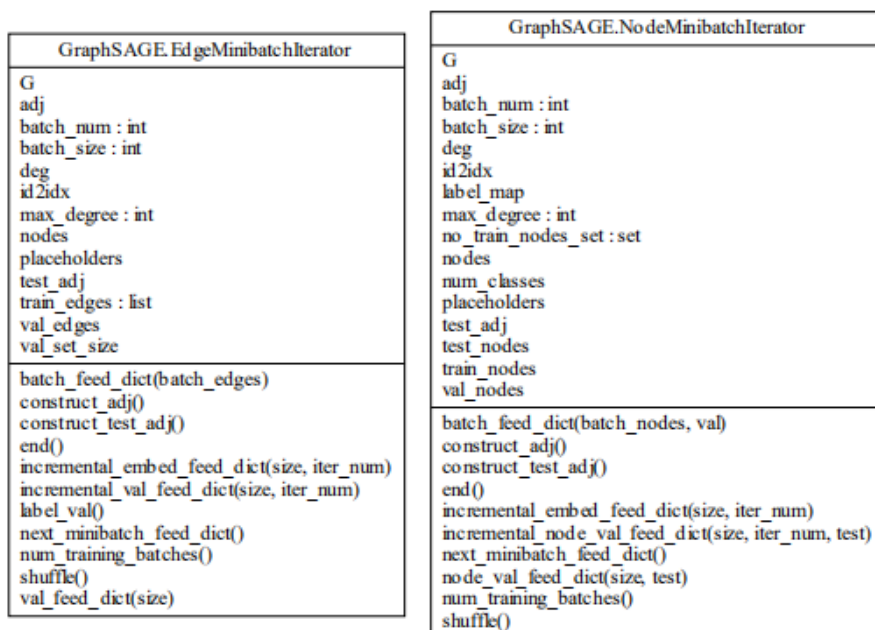 GraphSAGE.EdgeMinibatchIterator
G
adj
batch_num : int
batch_size : int
deg
id2idx
max_degree : int
nodes
placeholders
test_adj
train_edges : list
val_edges
val_set_size
batch_feed_dict(batch_edges)
construct_adj()
construct_test_adj()
end()
incremental_embed_feed_dict(size, iter_num)
incremental_val_feed_dict(size, iter_num)
label_val()
next_minibatch_feed_dict()
num_training_batches()
shuffle()
val_feed_dict(size)
GraphSAGE.NodeMinibatchIterator
G
adj
batch_num : int
batch_size : int
deg
id2idx
label_map
max_degree : int
no_train_nodes_set : set
nodes
num_classes
placeholders
test_adj
test_nodes
train_nodes
val_nodes
batch_feed_dict(batch_nodes, val)
construct_adj()
construct_test_adj()
end()
incremental_embed_feed_dict(size, iter_num)
incremental_node_val_feed_dict(size, iter_num, test)
next_minibatch_feed_dict()
node_val_feed_dict(size, test)
num_training_batches()
shuffle()